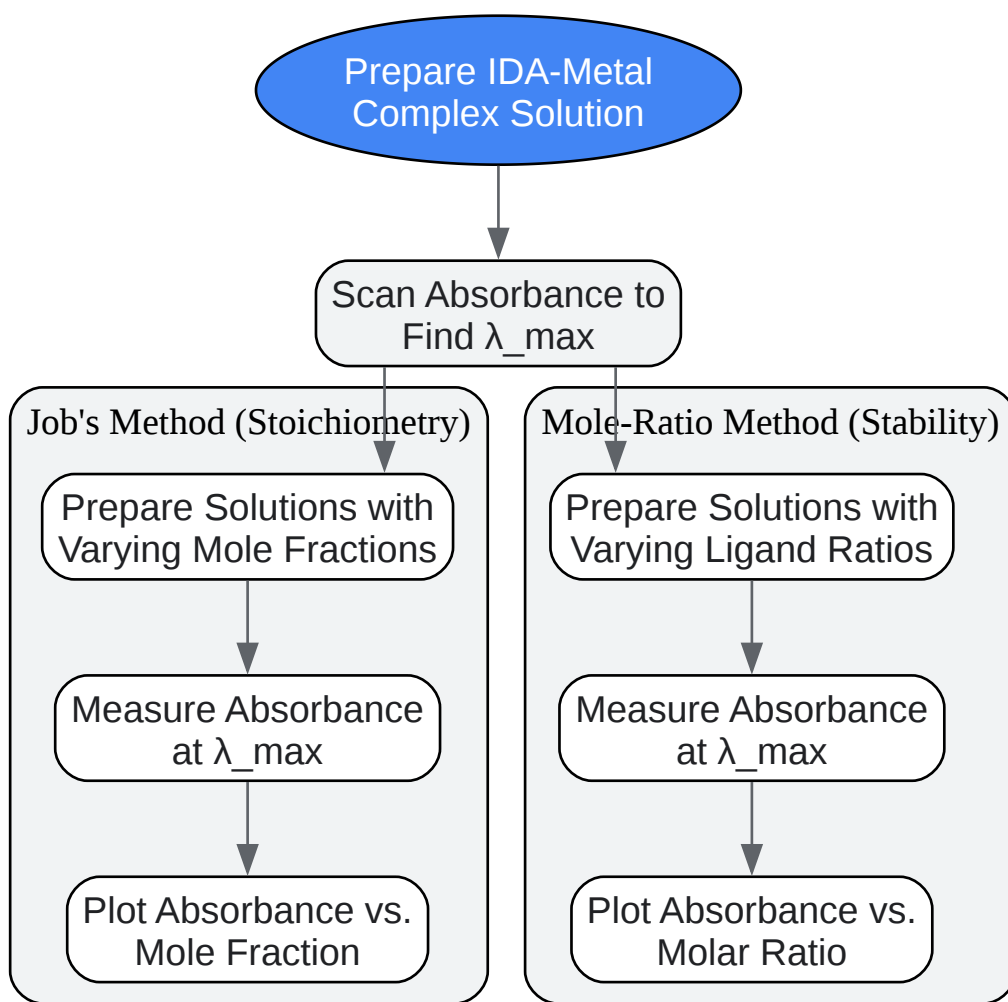 Prepare IDA-Metal
Complex Solution
Scan Absorbance to
Find λ_max
Job's Method (Stoichiometry)
Prepare Solutions with
Varying Mole Fractions
Measure Absorbance
at λ_max
Plot Absorbance vs.
Mole Fraction
Mole-Ratio Method (Stability)
Prepare Solutions with
Varying Ligand Ratios
Measure Absorbance
at λ_max
Plot Absorbance vs.
Molar Ratio